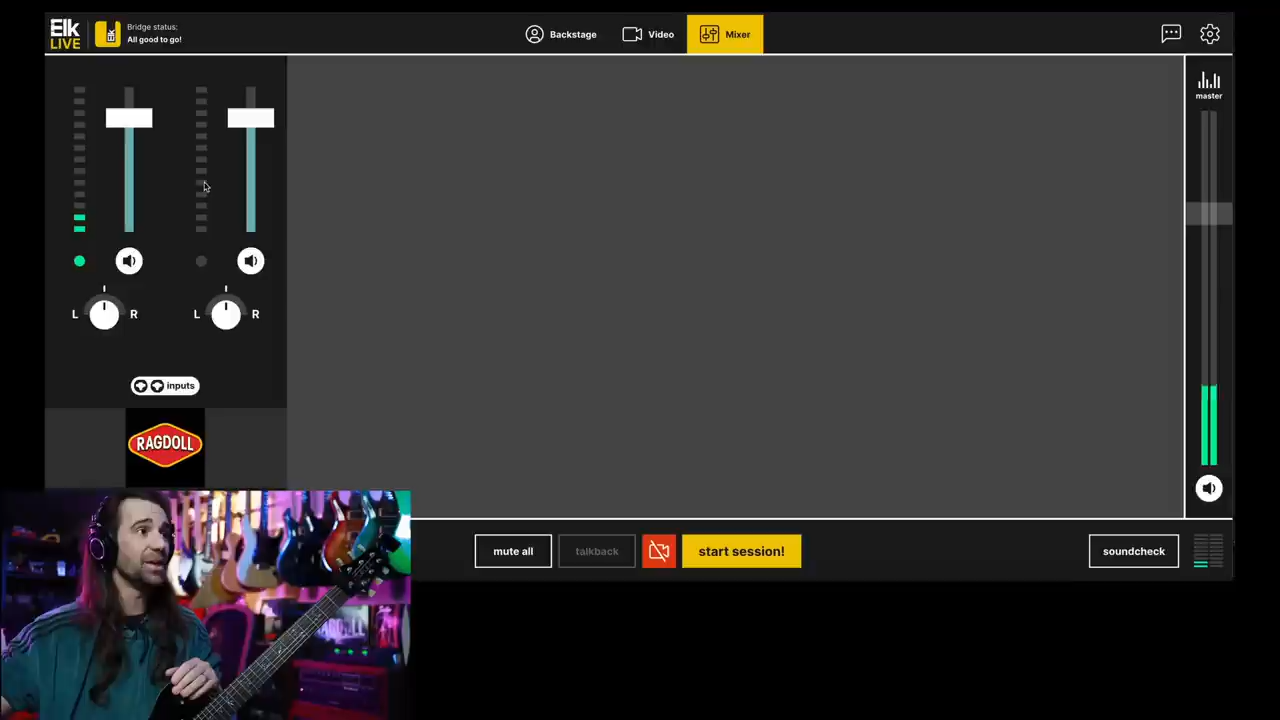 Elk
LIVE
Bridge status:
All good to go!
Backstage
Video
Mixer
master
L
R
L
R
inputs
RAGDOLL
mute all
talkback
start session!
soundcheck